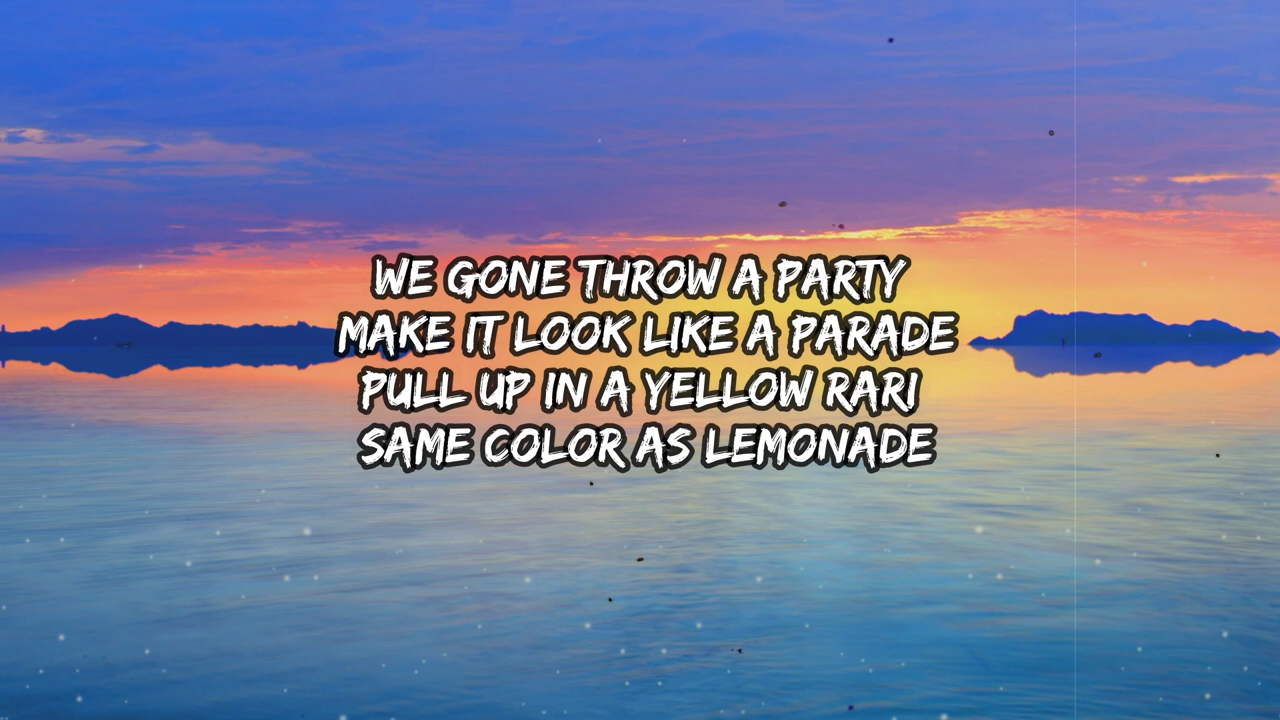 WE GONE THROW A PARTY
MAKE IT LOOK LIKE A PARADE
PULL UP IN A YELLOW RARI
SAME COLOR AS LEMONADE